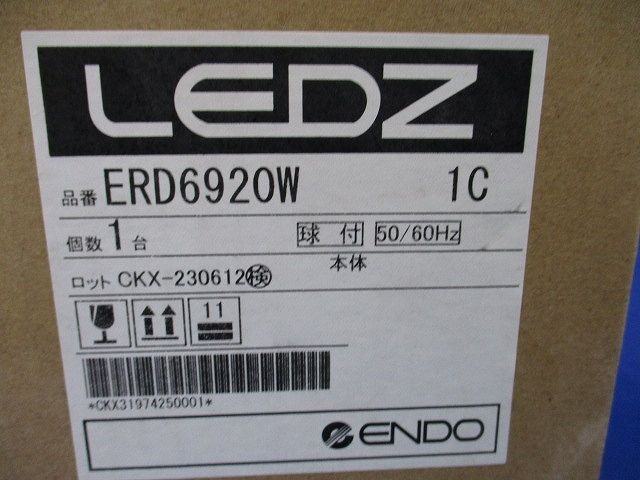 LEDZ
品番 ERD6920W 1C
個数 1 台 球付 50/60Hz
本体
ロット CKX-230612 検
11
*CKX31974250001*
ENDO